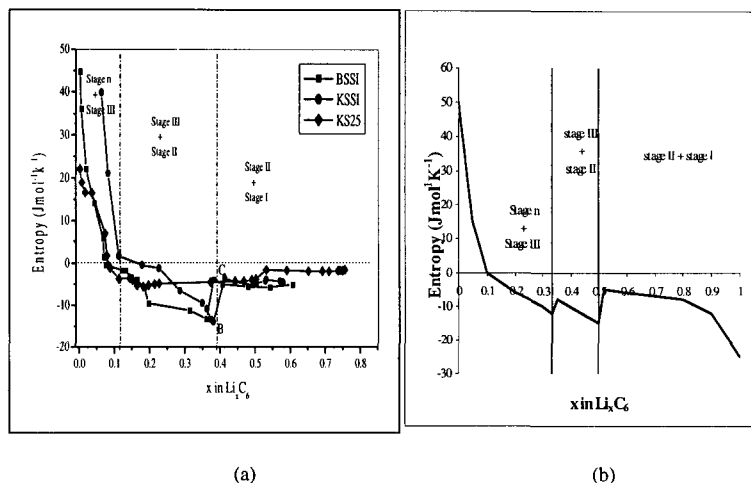 (a)
50
40
30
20
10
0
-10
-20
Entropy (Jmol⁻¹k⁻¹)
0.0 0.1 0.2 0.3 0.4 0.5 0.6 0.7 0.8
x in LiₓC₆
Stage n
+
Stage III
Stage III
+
Stage II
Stage II
+
Stage I
BSSI
KSSI
KS25
C
B
(b)
60
50
40
30
20
10
0
-10
-20
-30
Entropy (Jmol¹K⁻¹)
0 0.1 0.2 0.3 0.4 0.5 0.6 0.7 0.8 0.9 1
x in LiₓC₆
Stage n
+
Stage III
stage III
+
stage II
stage II + stage I
(a)
(b)